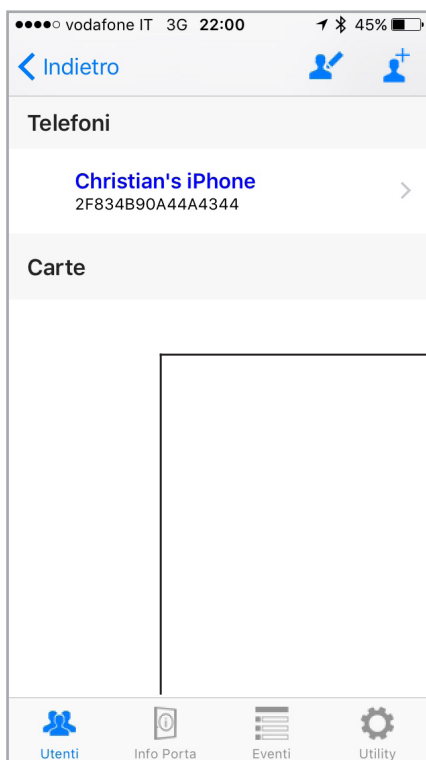 vodafone IT 3G 22:00 45%
Indietro
Telefoni
Christian's iPhone
2F834B90A44A4344
Carte
Utenti Info Porta Eventi Utility